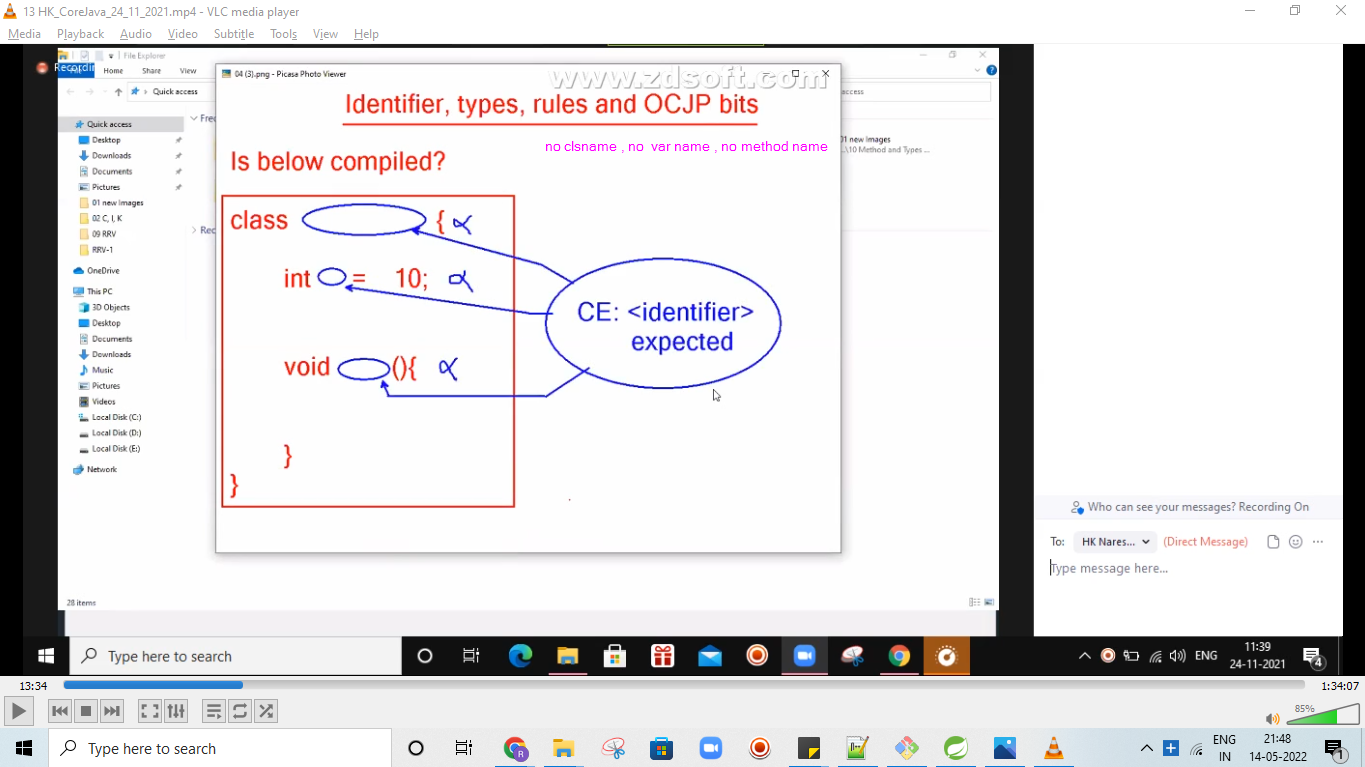 13 HK_CoreJava_24_11_2021.mp4 - VLC media player
Media Playback Audio Video Subtitle Tools View Help
File Explorer
Recording
Home Share View
Quick access
04 (3).png - Picasa Photo Viewer
www.zdsoft.com
Identifier, types, rules and OCJP bits
no clsname , no var name , no method name
Is below compiled?
class {
int = 10;
void (){
}
}
CE: <identifier>
expected
Quick access
Desktop
Downloads
Documents
Pictures
01 new Images
02 C, I, K
09 RRV
RRV-1
OneDrive
This PC
3D Objects
Desktop
Documents
Downloads
Music
Pictures
Videos
Local Disk (C:)
Local Disk (D:)
Local Disk (E:)
Network
28 items
01 new Images
..\10 Method and Types ...
Who can see your messages? Recording On
To: HK Nares... (Direct Message)
Type message here...
Type here to search
ENG
11:39
24-11-2021
4
13:34
1:34:07
85%
Type here to search
ENG
IN
21:48
14-05-2022
1